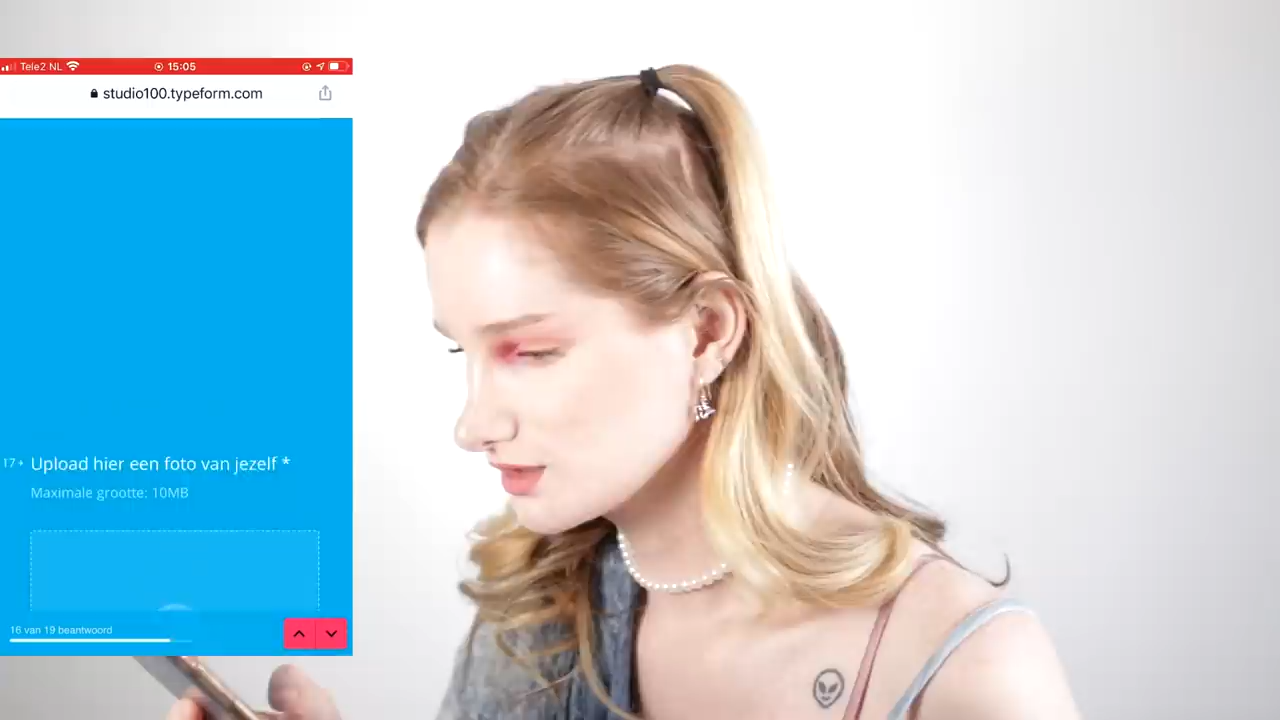 Tele2 NL 15:05
studio100.typeform.com
17 Upload hier een foto van jezelf *
Maximale grootte: 10MB
16 van 19 beantwoord